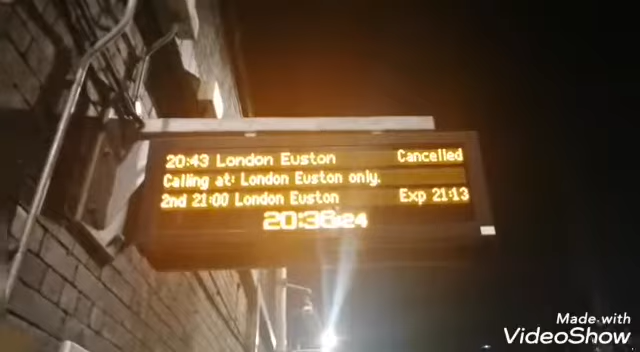 20:43 London Euston Cancelled
Calling at: London Euston only.
2nd 21:00 London Euston Exp 21:13
20:36:24
Made with
VideoShow